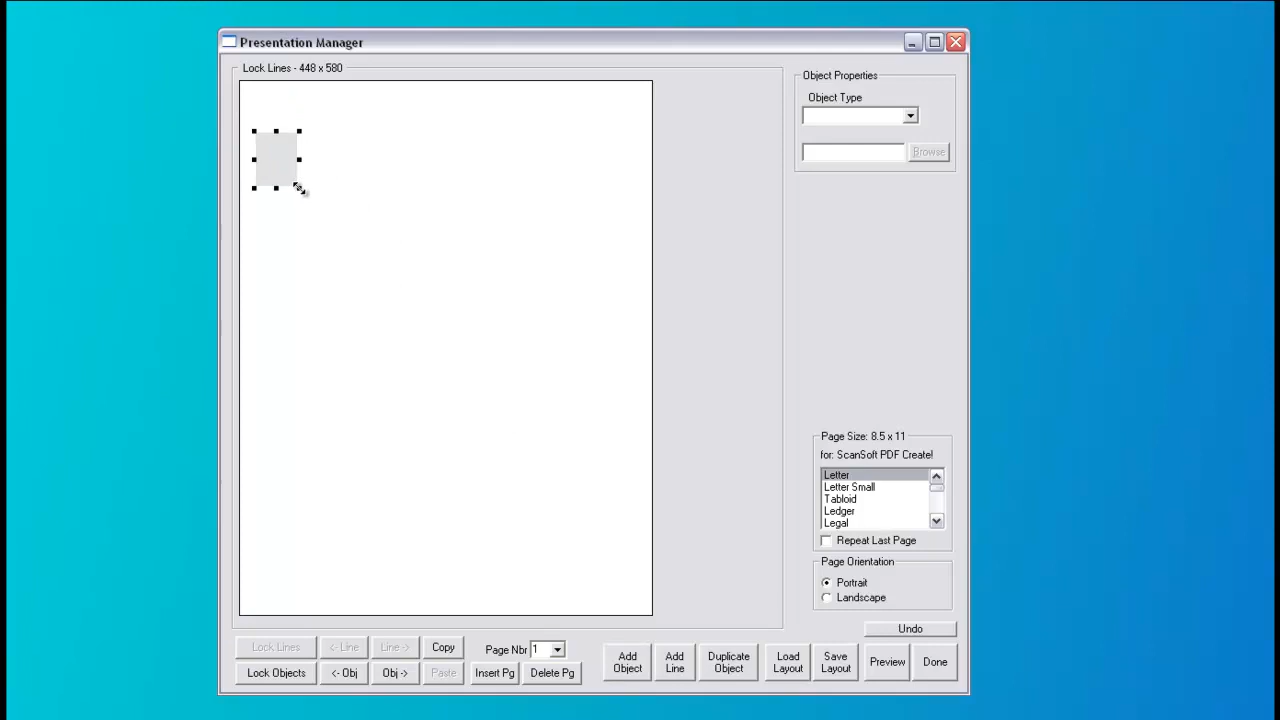 Presentation Manager
Lock Lines - 448 x 580
Object Properties
Object Type
Browse
Page Size: 8.5 x 11
for: ScanSoft PDF Create!
Letter
Letter Small
Tabloid
Ledger
Legal
Repeat Last Page
Page Orientation
Portrait
Landscape
Undo
Lock Lines
<- Line
Line ->
Copy
Page Nbr
1
Add Object
Add Line
Duplicate Object
Load Layout
Save Layout
Preview
Done
Lock Objects
<- Obj
Obj ->
Paste
Insert Pg
Delete Pg